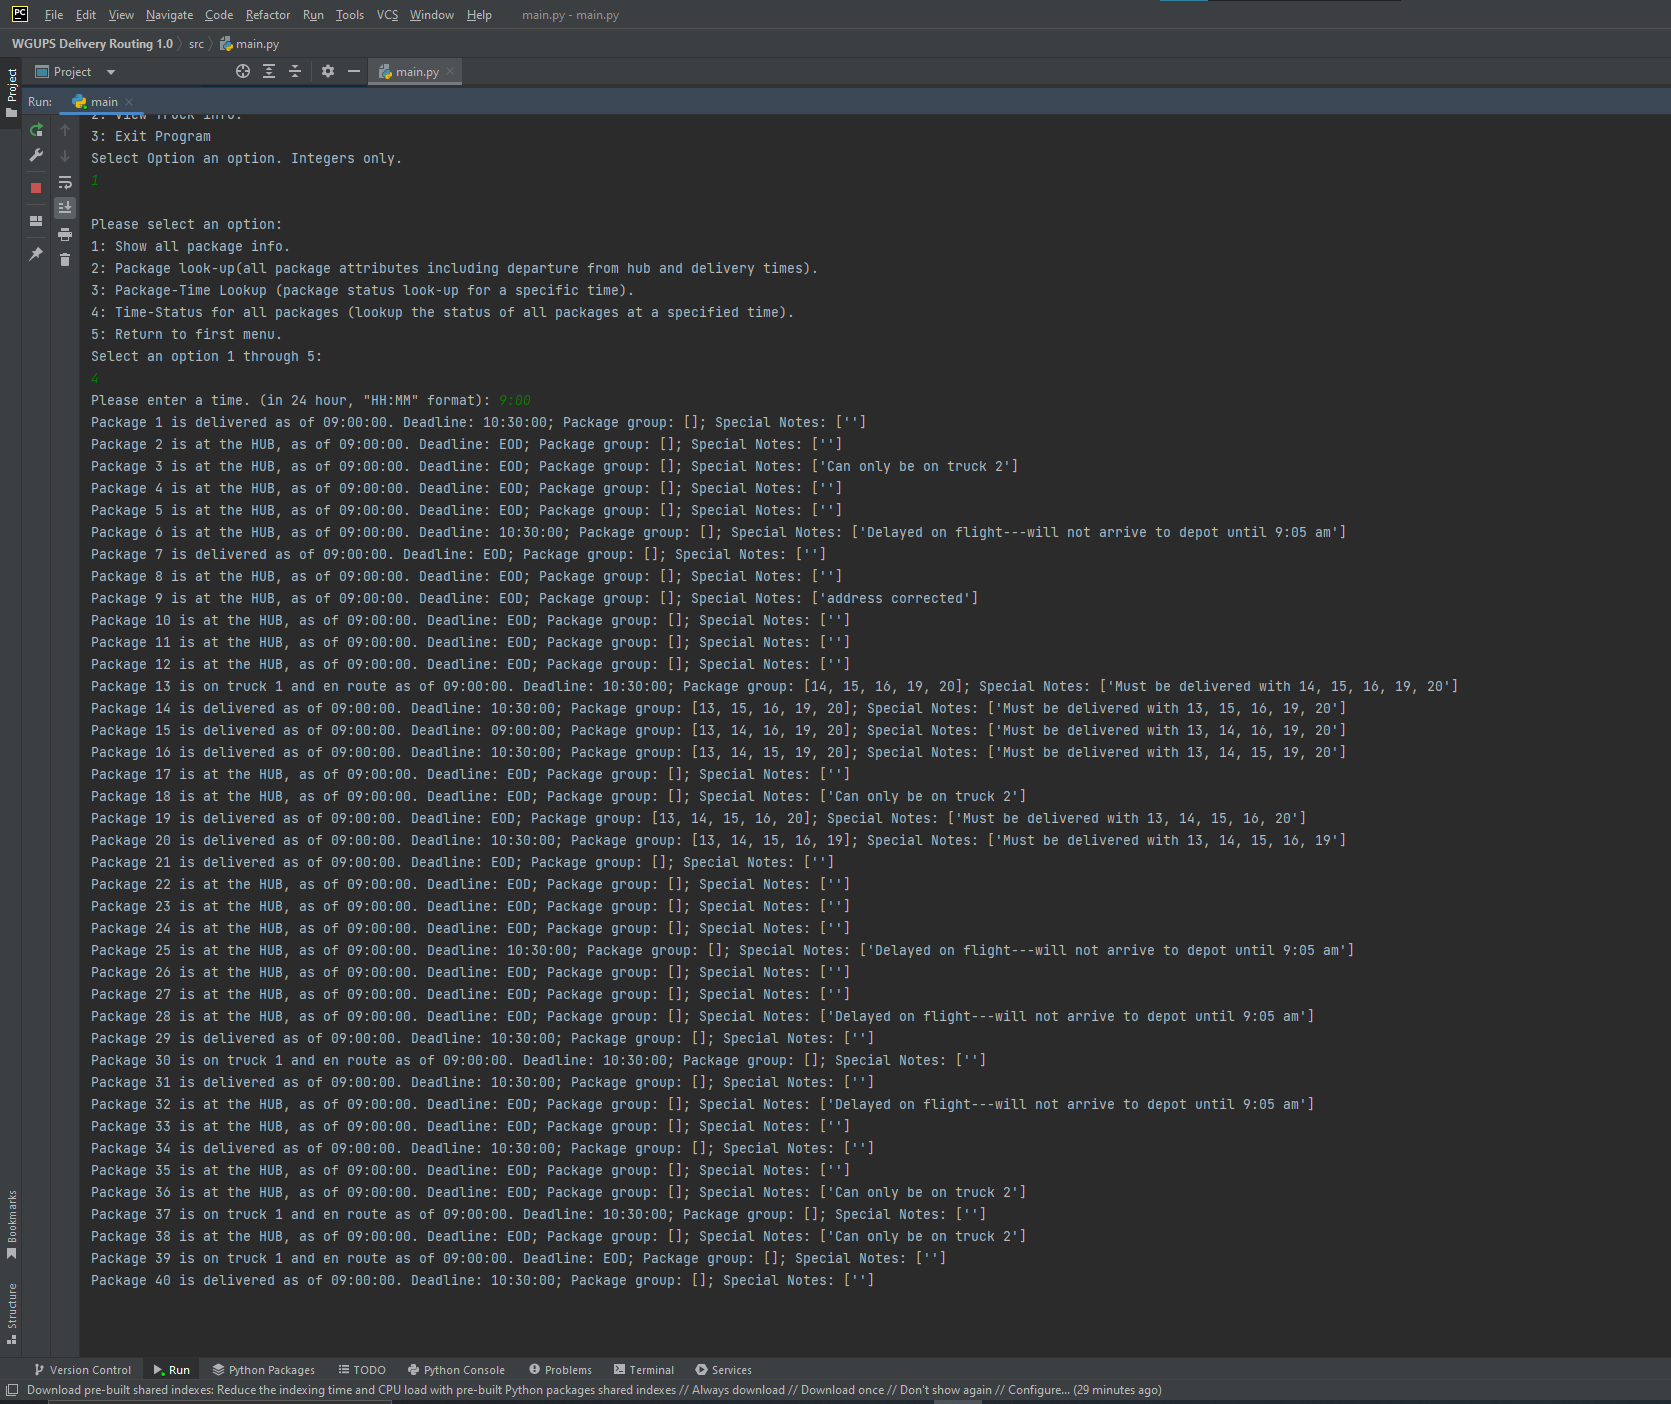 PC File Edit View Navigate Code Refactor Run Tools VCS Window Help main.py - main.py
WGUPS Delivery Routing 1.0 src main.py
Project main.py
Project
Run: main
2: View Truck info.
3: Exit Program
Select Option an option. Integers only.
1
Please select an option:
1: Show all package info.
2: Package look-up(all package attributes including departure from hub and delivery times).
3: Package-Time Lookup (package status look-up for a specific time).
4: Time-Status for all packages (lookup the status of all packages at a specified time).
5: Return to first menu.
Select an option 1 through 5:
4
Please enter a time. (in 24 hour, "HH:MM" format): 9:00
Package 1 is delivered as of 09:00:00. Deadline: 10:30:00; Package group: []; Special Notes: ['']
Package 2 is at the HUB, as of 09:00:00. Deadline: EOD; Package group: []; Special Notes: ['']
Package 3 is at the HUB, as of 09:00:00. Deadline: EOD; Package group: []; Special Notes: ['Can only be on truck 2']
Package 4 is at the HUB, as of 09:00:00. Deadline: EOD; Package group: []; Special Notes: ['']
Package 5 is at the HUB, as of 09:00:00. Deadline: EOD; Package group: []; Special Notes: ['']
Package 6 is at the HUB, as of 09:00:00. Deadline: 10:30:00; Package group: []; Special Notes: ['Delayed on flight---will not arrive to depot until 9:05 am']
Package 7 is delivered as of 09:00:00. Deadline: EOD; Package group: []; Special Notes: ['']
Package 8 is at the HUB, as of 09:00:00. Deadline: EOD; Package group: []; Special Notes: ['']
Package 9 is at the HUB, as of 09:00:00. Deadline: EOD; Package group: []; Special Notes: ['address corrected']
Package 10 is at the HUB, as of 09:00:00. Deadline: EOD; Package group: []; Special Notes: ['']
Package 11 is at the HUB, as of 09:00:00. Deadline: EOD; Package group: []; Special Notes: ['']
Package 12 is at the HUB, as of 09:00:00. Deadline: EOD; Package group: []; Special Notes: ['']
Package 13 is on truck 1 and en route as of 09:00:00. Deadline: 10:30:00; Package group: [14, 15, 16, 19, 20]; Special Notes: ['Must be delivered with 14, 15, 16, 19, 20']
Package 14 is delivered as of 09:00:00. Deadline: 10:30:00; Package group: [13, 15, 16, 19, 20]; Special Notes: ['Must be delivered with 13, 15, 16, 19, 20']
Package 15 is delivered as of 09:00:00. Deadline: 09:00:00; Package group: [13, 14, 16, 19, 20]; Special Notes: ['Must be delivered with 13, 14, 16, 19, 20']
Package 16 is delivered as of 09:00:00. Deadline: 10:30:00; Package group: [13, 14, 15, 19, 20]; Special Notes: ['Must be delivered with 13, 14, 15, 19, 20']
Package 17 is at the HUB, as of 09:00:00. Deadline: EOD; Package group: []; Special Notes: ['']
Package 18 is at the HUB, as of 09:00:00. Deadline: EOD; Package group: []; Special Notes: ['Can only be on truck 2']
Package 19 is delivered as of 09:00:00. Deadline: EOD; Package group: [13, 14, 15, 16, 20]; Special Notes: ['Must be delivered with 13, 14, 15, 16, 20']
Package 20 is delivered as of 09:00:00. Deadline: 10:30:00; Package group: [13, 14, 15, 16, 19]; Special Notes: ['Must be delivered with 13, 14, 15, 16, 19']
Package 21 is delivered as of 09:00:00. Deadline: EOD; Package group: []; Special Notes: ['']
Package 22 is at the HUB, as of 09:00:00. Deadline: EOD; Package group: []; Special Notes: ['']
Package 23 is at the HUB, as of 09:00:00. Deadline: EOD; Package group: []; Special Notes: ['']
Package 24 is at the HUB, as of 09:00:00. Deadline: EOD; Package group: []; Special Notes: ['']
Package 25 is at the HUB, as of 09:00:00. Deadline: 10:30:00; Package group: []; Special Notes: ['Delayed on flight---will not arrive to depot until 9:05 am']
Package 26 is at the HUB, as of 09:00:00. Deadline: EOD; Package group: []; Special Notes: ['']
Package 27 is at the HUB, as of 09:00:00. Deadline: EOD; Package group: []; Special Notes: ['']
Package 28 is at the HUB, as of 09:00:00. Deadline: EOD; Package group: []; Special Notes: ['Delayed on flight---will not arrive to depot until 9:05 am']
Package 29 is delivered as of 09:00:00. Deadline: 10:30:00; Package group: []; Special Notes: ['']
Package 30 is on truck 1 and en route as of 09:00:00. Deadline: 10:30:00; Package group: []; Special Notes: ['']
Package 31 is delivered as of 09:00:00. Deadline: 10:30:00; Package group: []; Special Notes: ['']
Package 32 is at the HUB, as of 09:00:00. Deadline: EOD; Package group: []; Special Notes: ['Delayed on flight---will not arrive to depot until 9:05 am']
Package 33 is at the HUB, as of 09:00:00. Deadline: EOD; Package group: []; Special Notes: ['']
Package 34 is delivered as of 09:00:00. Deadline: 10:30:00; Package group: []; Special Notes: ['']
Package 35 is at the HUB, as of 09:00:00. Deadline: EOD; Package group: []; Special Notes: ['']
Package 36 is at the HUB, as of 09:00:00. Deadline: EOD; Package group: []; Special Notes: ['Can only be on truck 2']
Package 37 is on truck 1 and en route as of 09:00:00. Deadline: 10:30:00; Package group: []; Special Notes: ['']
Package 38 is at the HUB, as of 09:00:00. Deadline: EOD; Package group: []; Special Notes: ['Can only be on truck 2']
Package 39 is on truck 1 and en route as of 09:00:00. Deadline: EOD; Package group: []; Special Notes: ['']
Package 40 is delivered as of 09:00:00. Deadline: 10:30:00; Package group: []; Special Notes: ['']
Bookmarks
Structure
Version Control Run Python Packages TODO Python Console Problems Terminal Services
Download pre-built shared indexes: Reduce the indexing time and CPU load with pre-built Python packages shared indexes // Always download // Download once // Don't show again // Configure... (29 minutes ago)